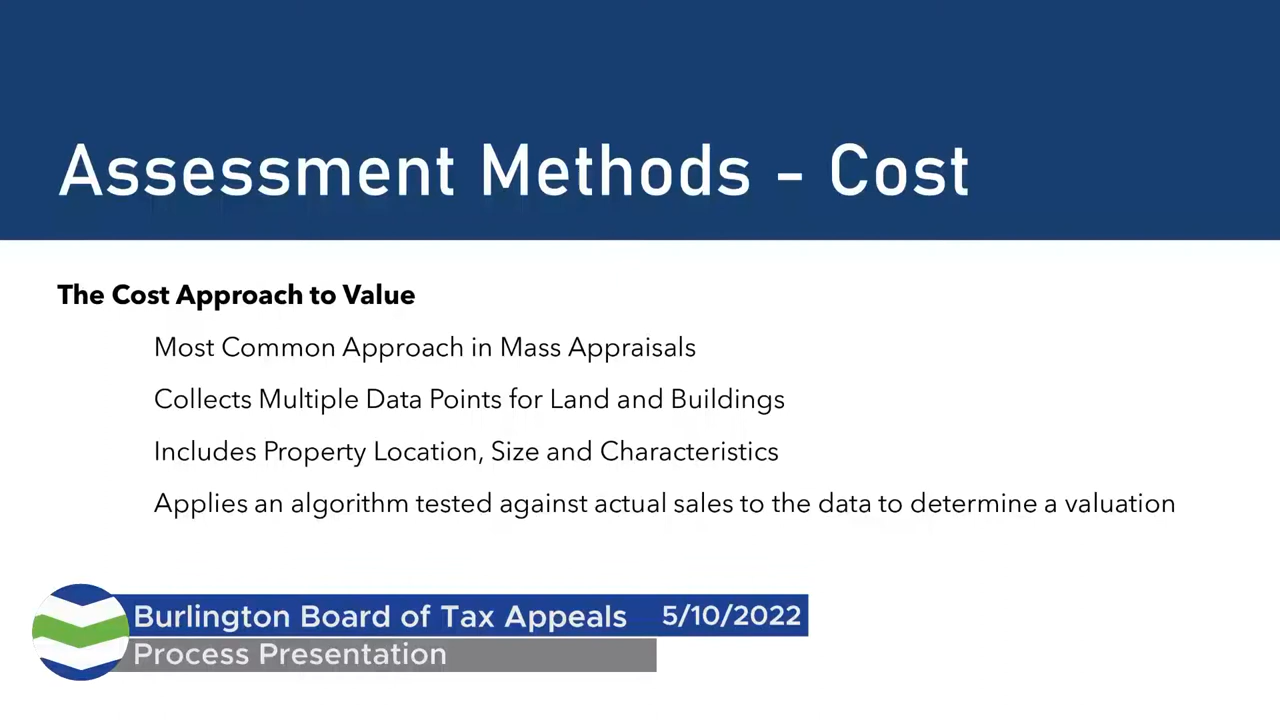 Assessment Methods - Cost
The Cost Approach to Value
Most Common Approach in Mass Appraisals
Collects Multiple Data Points for Land and Buildings
Includes Property Location, Size and Characteristics
Applies an algorithm tested against actual sales to the data to determine a valuation
Burlington Board of Tax Appeals 5/10/2022
Process Presentation